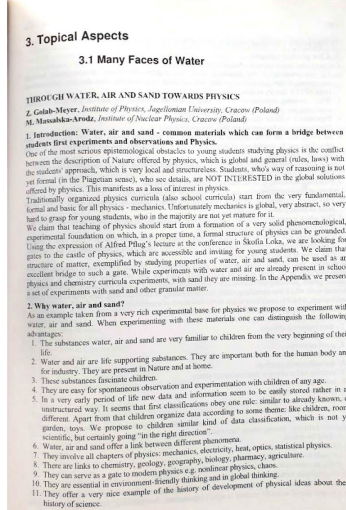 3. Topical Aspects
3.1 Many Faces of Water
THROUGH WATER, AIR AND SAND TOWARDS PHYSICS
Z. Golab-Meyer, Institute of Physics, Jagellonian University, Cracow (Poland)
M. Massalska-Arodz, Institute of Nuclear Physics, Cracow (Poland)
1. Introduction: Water, air and sand - common materials which can form a bridge between
students first experiments and observations and Physics.
One of the most serious epistemological obstacles to young students studying physics is the conflict
between the description of Nature offered by physics, which is global and general (rules, laws) with
the students' approach, which is very local and structureless. Students, who's way of reasoning is not
yet formal (in the Piagetian sense), who see details, are NOT INTERESTED in the global solutions
offered by physics. This manifests as a loss of interest in physics.
Traditionally organized physics curricula (also school curricula) start from the very fundamental,
formal and basic for all physics - mechanics. Unfortunately mechanics is global, very abstract, so very
hard to grasp for young students, who in the majority are not yet mature for it.
We claim that teaching of physics should start from a formation of a very solid phenomenological,
experimental foundation on which, in a proper time, a formal structure of physics can be grounded.
Using the expression of Alfred Pflug's lecture at the conference in Škofia Loka, we are looking for
gates to the castle of physics, which are accessible and inviting for young students. We claim that
structure of matter, exemplified by studying properties of water, air and sand, can be used as an
excellent bridge to such a gate. While experiments with water and air are already present in school
physics and chemistry curricula experiments, with sand they are missing. In the Appendix we present
a set of experiments with sand and other granular matter.
2. Why water, air and sand?
As an example taken from a very rich experimental base for physics we propose to experiment with
water, air and sand. When experimenting with these materials one can distinguish the following
advantages:
1. The substances water, air and sand are very familiar to children from the very beginning of their
life.
2. Water and air are life supporting substances. They are important both for the human body and
for industry. They are present in Nature and at home.
3. These substances fascinate children.
4. They are easy for spontaneous observation and experimentation with children of any age.
5. In a very early period of life new data and information seem to be easily stored rather in a
unstructured way. It seems that first classifications obey one rule: similar to already known, or
different. Apart from that children organize data according to some theme: like children, room
garden, toys. We propose to children similar kind of data classification, which is not y
scientific, but certainly going "in the right direction".
6. Water, air and sand offer a link between different phenomena.
7. They involve all chapters of physics: mechanics, electricity, heat, optics, statistical physics.
8. There are links to chemistry, geology, geography, biology, pharmasy, agriculture.
9. They can serve as a gate to modern physics e.g. nonlinear physics, chaos.
10. They are essential in environment-friendly thinking and in global thinking.
11. They offer a very nice example of the history of development of physical ideas about the
history of science.